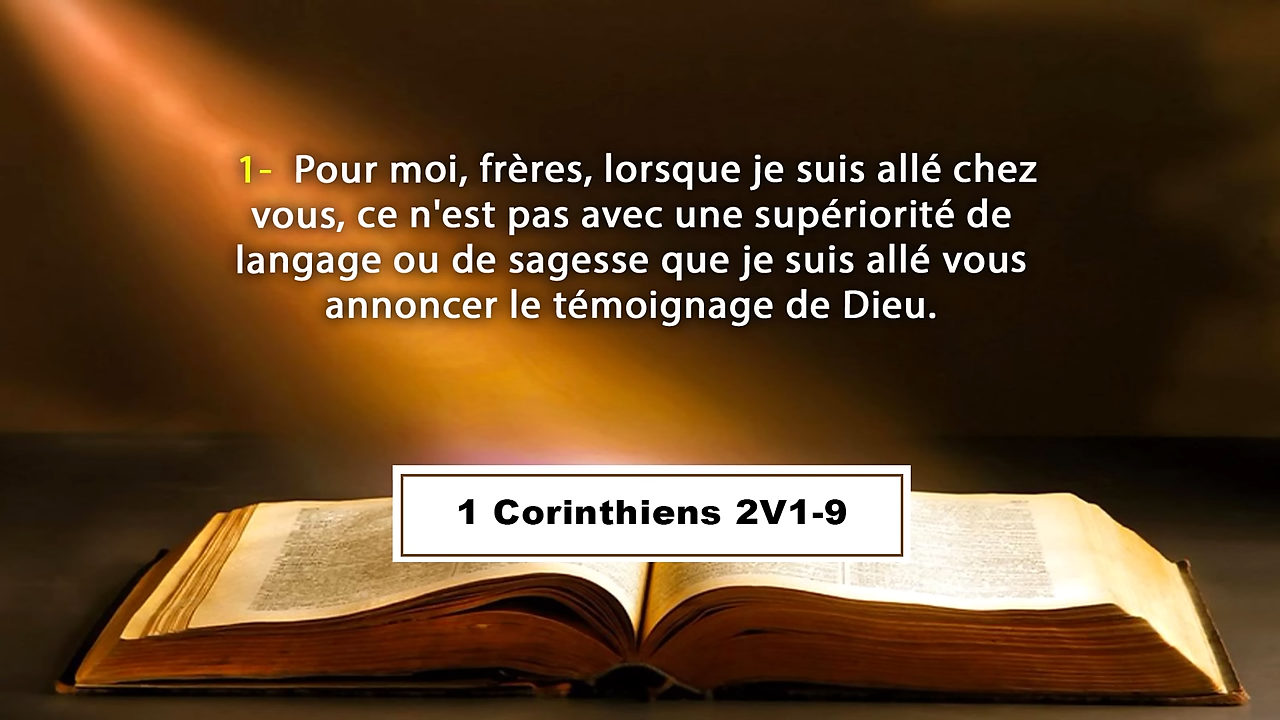 1- Pour moi, frères, lorsque je suis allé chez
vous, ce n'est pas avec une supériorité de
langage ou de sagesse que je suis allé vous
annoncer le témoignage de Dieu.
1 Corinthiens 2V1-9